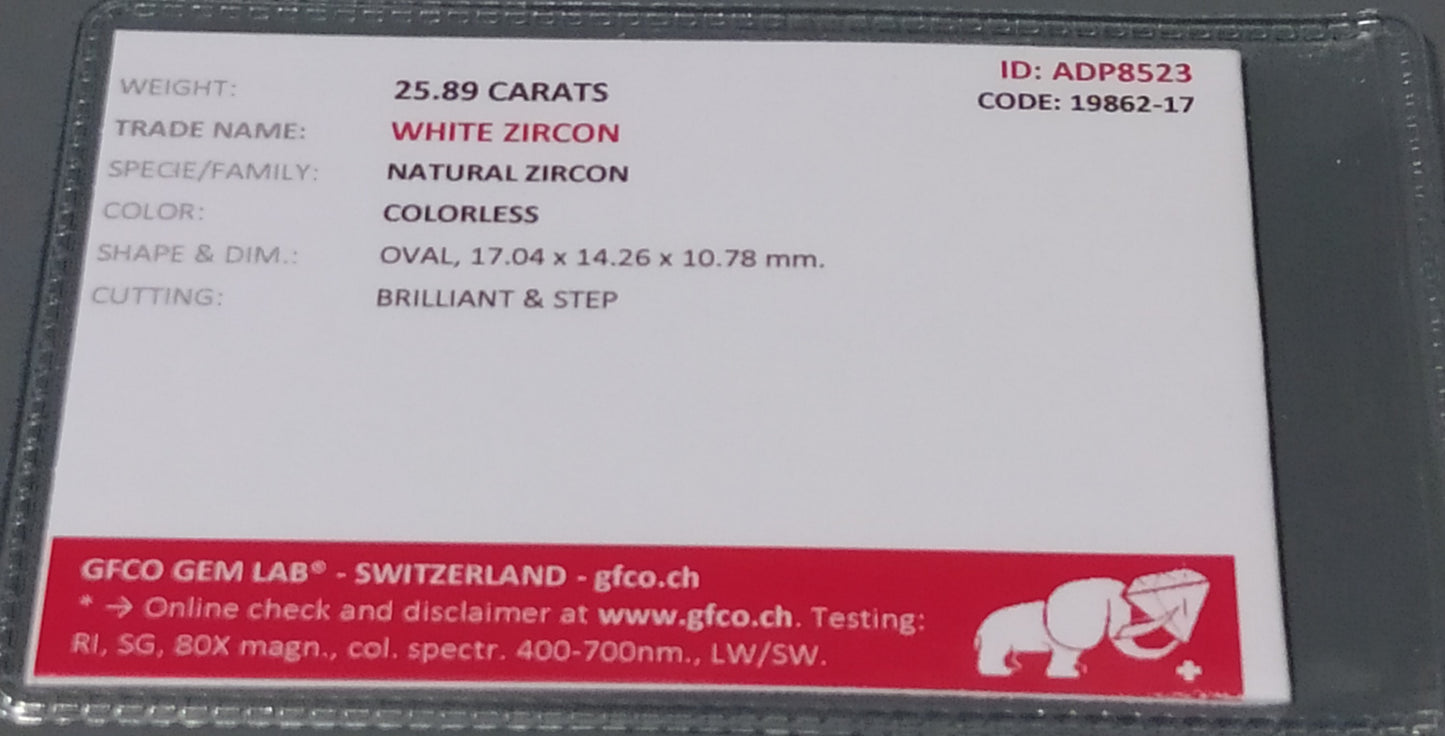 ID: ADP8523
CODE: 19862-17
WEIGHT: 25.89 CARATS
TRADE NAME: WHITE ZIRCON
SPECIE/FAMILY: NATURAL ZIRCON
COLOR: COLORLESS
SHAPE & DIM.: OVAL, 17.04 x 14.26 x 10.78 mm.
CUTTING: BRILLIANT & STEP
GFCO GEM LAB® - SWITZERLAND - gfco.ch
* → Online check and disclaimer at www.gfco.ch. Testing:
RI, SG, 80X magn., col. spectr. 400-700nm., LW/SW.